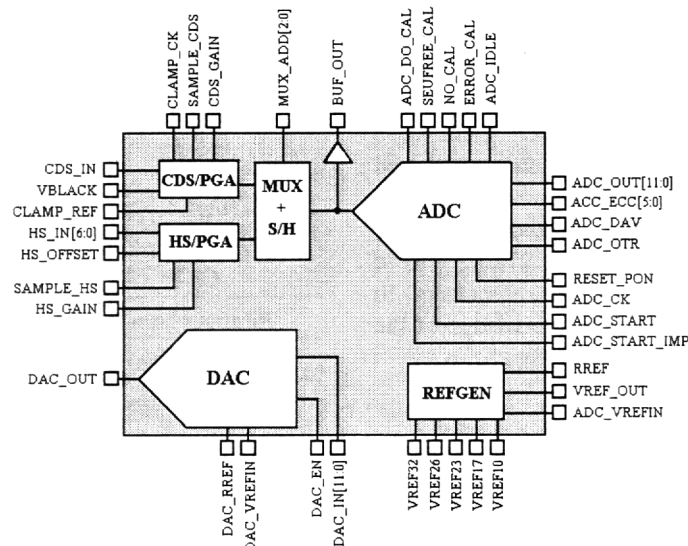 CLAMP_CK
SAMPLE_CDS
CDS_GAIN
MUX_ADD[2:0]
BUF_OUT
ADC_DO_CAL
SEUFREE_CAL
NO_CAL
ERROR_CAL
ADC_IDLE
CDS_IN
VBLACK
CLAMP_REF
HS_IN[6:0]
HS_OFFSET
SAMPLE_HS
HS_GAIN
DAC_OUT
CDS/PGA
HS/PGA
MUX
+
S/H
ADC
DAC
REFGEN
ADC_OUT[11:0]
ACC_ECC[5:0]
ADC_DAV
ADC_OTR
RESET_PON
ADC_CK
ADC_START
ADC_START_IMP
RREF
VREF_OUT
ADC_VREFIN
DAC_RREF
DAC_VREFIN
DAC_EN
DAC_IN[11:0]
VREF32
VREF26
VREF23
VREF17
VREF10